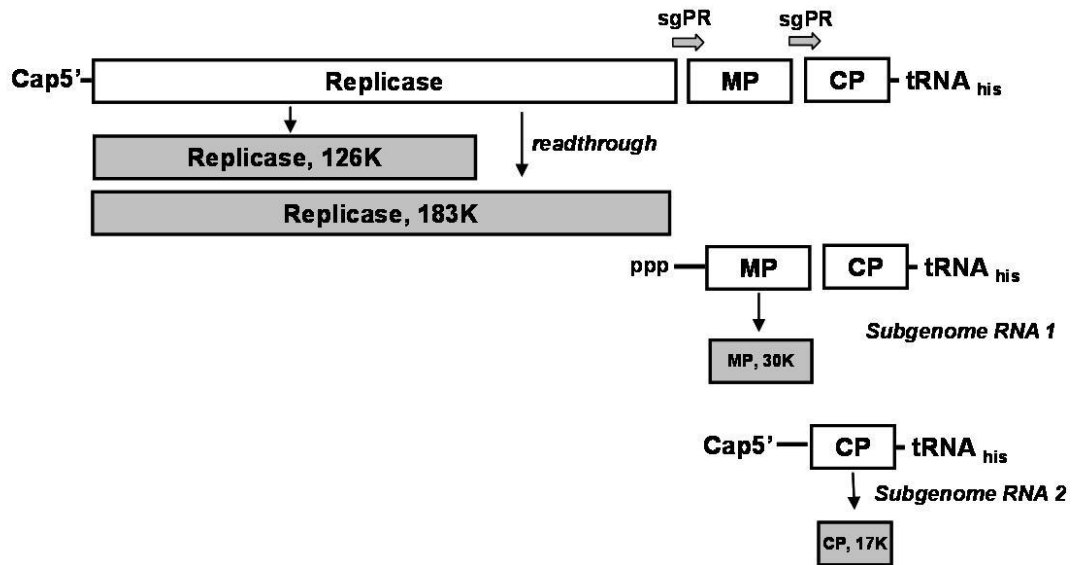 sgPR sgPR
Cap5’ Replicase MP CP tRNA his
Replicase, 126K readthrough
Replicase, 183K
ppp MP CP tRNA his
Subgenome RNA 1
MP, 30K
Cap5’ CP tRNA his
Subgenome RNA 2
CP, 17K